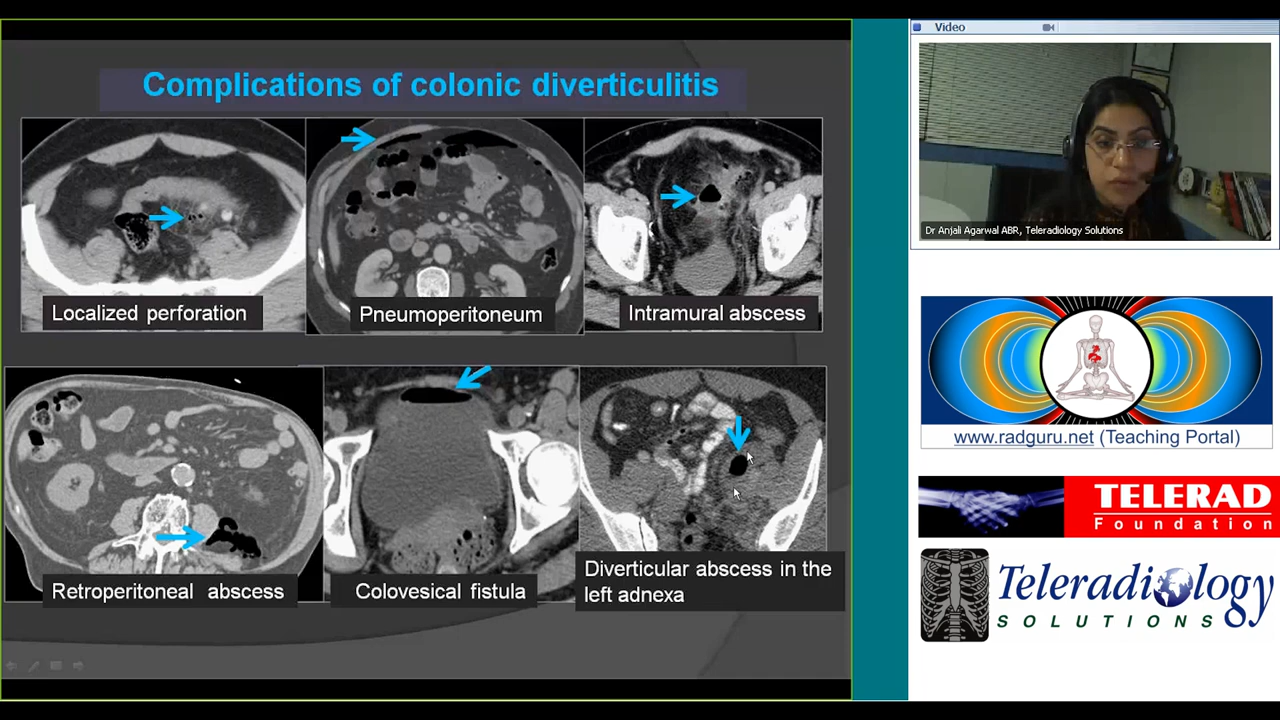 Complications of colonic diverticulitis
Localized perforation
Pneumoperitoneum
Intramural abscess
Retroperitoneal abscess
Colovesical fistula
Diverticular abscess in the
left adnexa
Video
Dr Anjali Agarwal ABR, Teleradiology Solutions
www.radguru.net (Teaching Portal)
TELERAD
Foundation
Teleradiology
SOLUTIONS